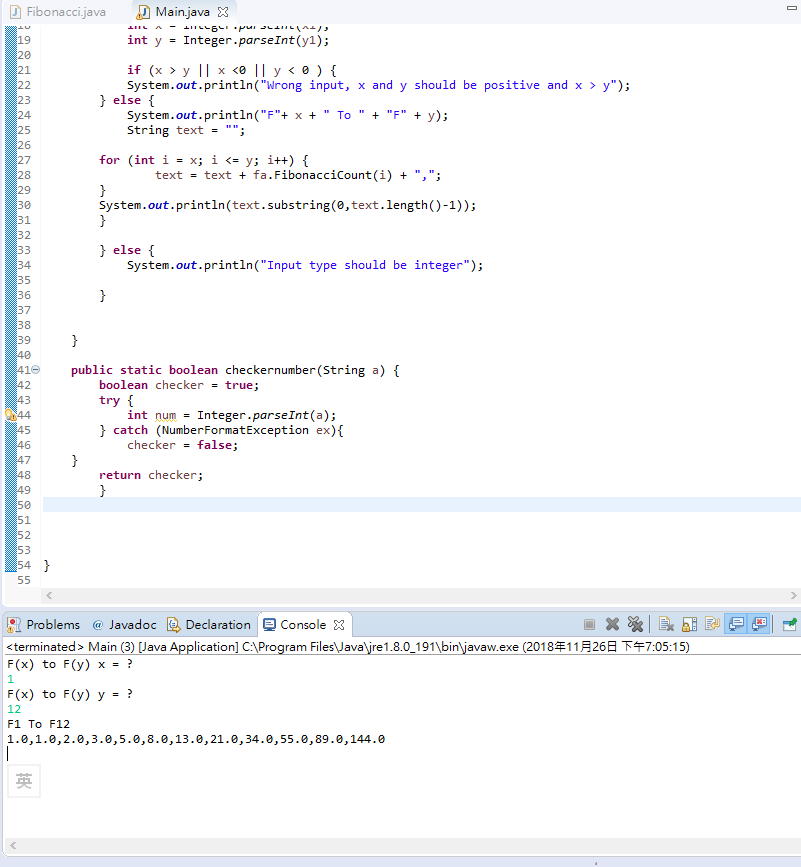 Fibonacci.java Main.java
18 int x = Integer.parseInt(x1);
19 int y = Integer.parseInt(y1);
20
21 if (x > y || x <0 || y < 0 ) {
22 System.out.println("Wrong input, x and y should be positive and x > y");
23 } else {
24 System.out.println("F"+ x + " To " + "F" + y);
25 String text = "";
26
27 for (int i = x; i <= y; i++) {
28 text = text + fa.FibonacciCount(i) + ",";
29 }
30 System.out.println(text.substring(0,text.length()-1));
31 }
32
33 } else {
34 System.out.println("Input type should be integer");
35
36 }
37
38
39 }
40
41 public static boolean checkernumber(String a) {
42 boolean checker = true;
43 try {
44 int num = Integer.parseInt(a);
45 } catch (NumberFormatException ex){
46 checker = false;
47 }
48 return checker;
49 }
50
51
52
53
54 }
55
Problems @ Javadoc Declaration Console
<terminated> Main (3) [Java Application] C:\Program Files\Java\jre1.8.0_191\bin\javaw.exe (2018年11月26日 下午7:05:15)
F(x) to F(y) x = ?
1
F(x) to F(y) y = ?
12
F1 To F12
1.0,1.0,2.0,3.0,5.0,8.0,13.0,21.0,34.0,55.0,89.0,144.0
英